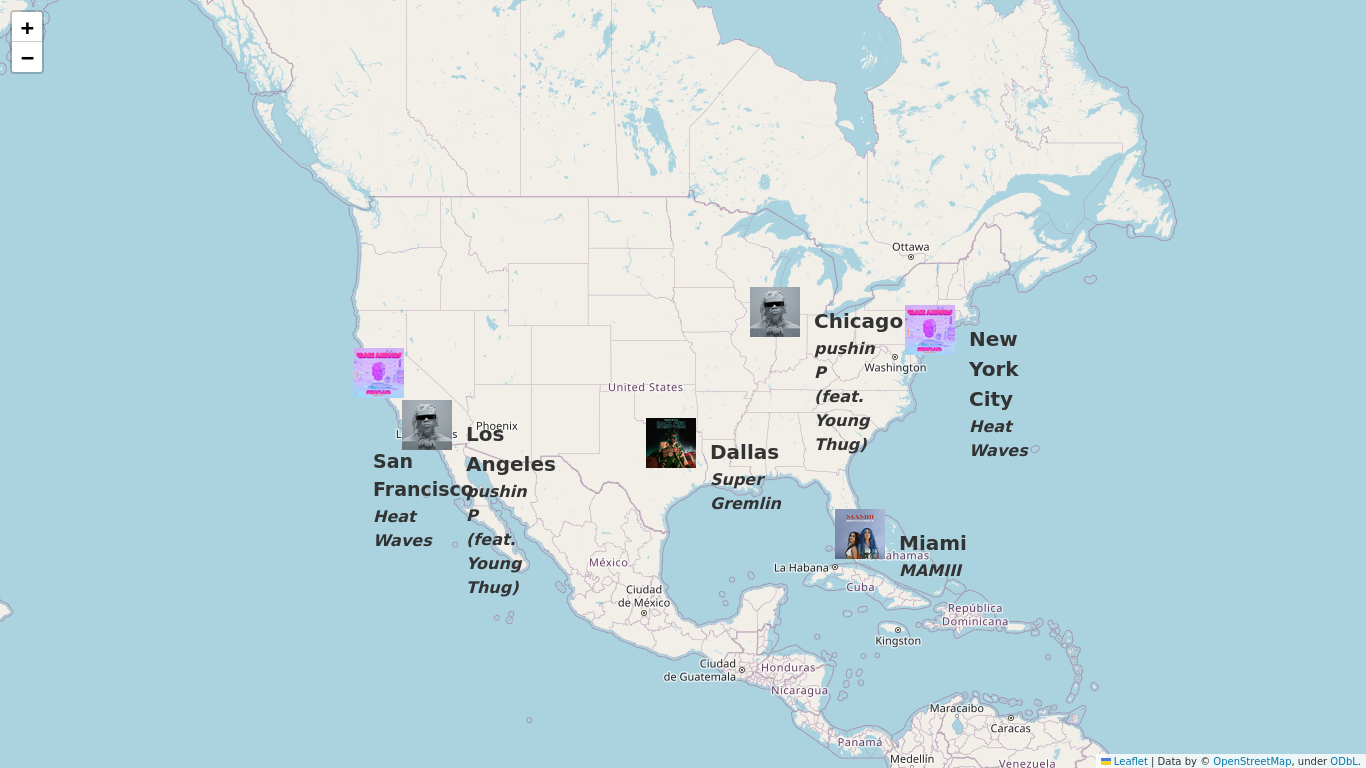 +
−
Ottawa
Chicago
pushin
P
(feat.
Young
Thug)
New
York
City
Heat
Waves
Washington
United States
Phoenix
Los
Angeles
pushin
P
(feat.
Young
Thug)
San
Francisco
Heat
Waves
Dallas
Super
Gremlin
MAMIII
Miami
MAMIII
La Habana
Cuba
México
Ciudad
de México
República
Dominicana
Kingston
Ciudad
de Guatemala
Honduras
Nicaragua
Maracaibo
Caracas
Panamá
Medellín
Venezuela
Leaflet | Data by © OpenStreetMap, under ODbL.